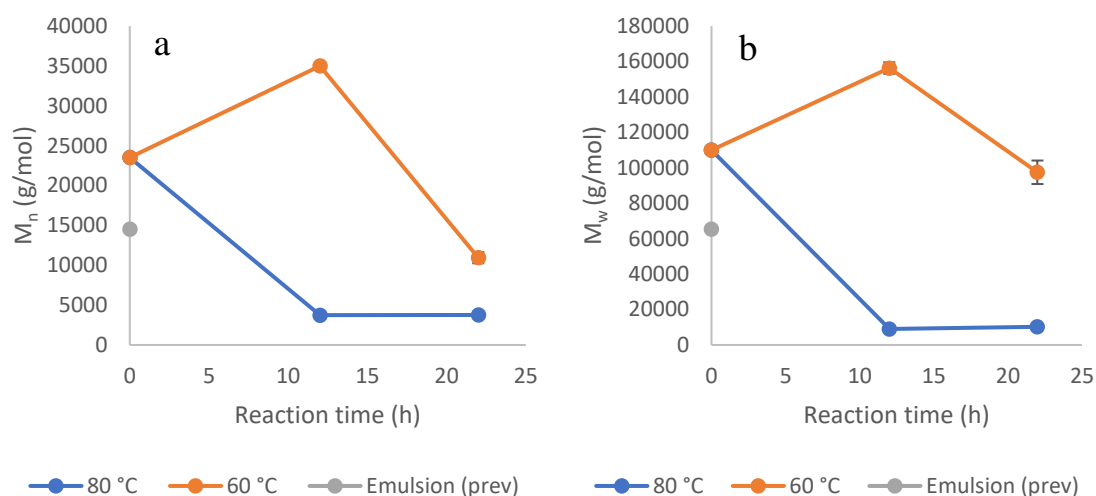 a
40000
35000
30000
25000
20000
15000
10000
5000
0
Mn (g/mol)
0 5 10 15 20 25
Reaction time (h)
80 °C 60 °C Emulsion (prev)
b
180000
160000
140000
120000
100000
80000
60000
40000
20000
0
Mw (g/mol)
0 5 10 15 20 25
Reaction time (h)
80 °C 60 °C Emulsion (prev)